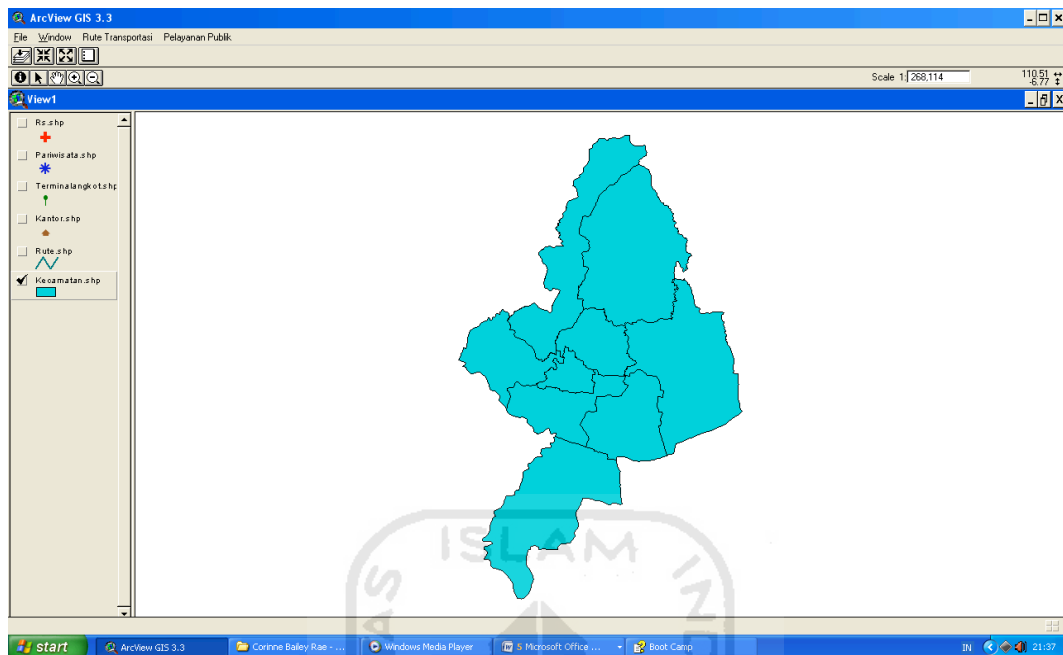 ArcView GIS 3.3
File Window Rute Transportasi Pelayanan Publik
Scale 1: 268,114
110.51
-6.77
View1
Rs.shp
Pariwisata.shp
Terminalangkot.shp
Kantor.shp
Rute.shp
Kecamatan.shp
ISLAM
AS
IND
start
ArcView GIS 3.3
Corinne Bailey Rae - ...
Windows Media Player
5 Microsoft Office ...
Boot Camp
IN
21:37